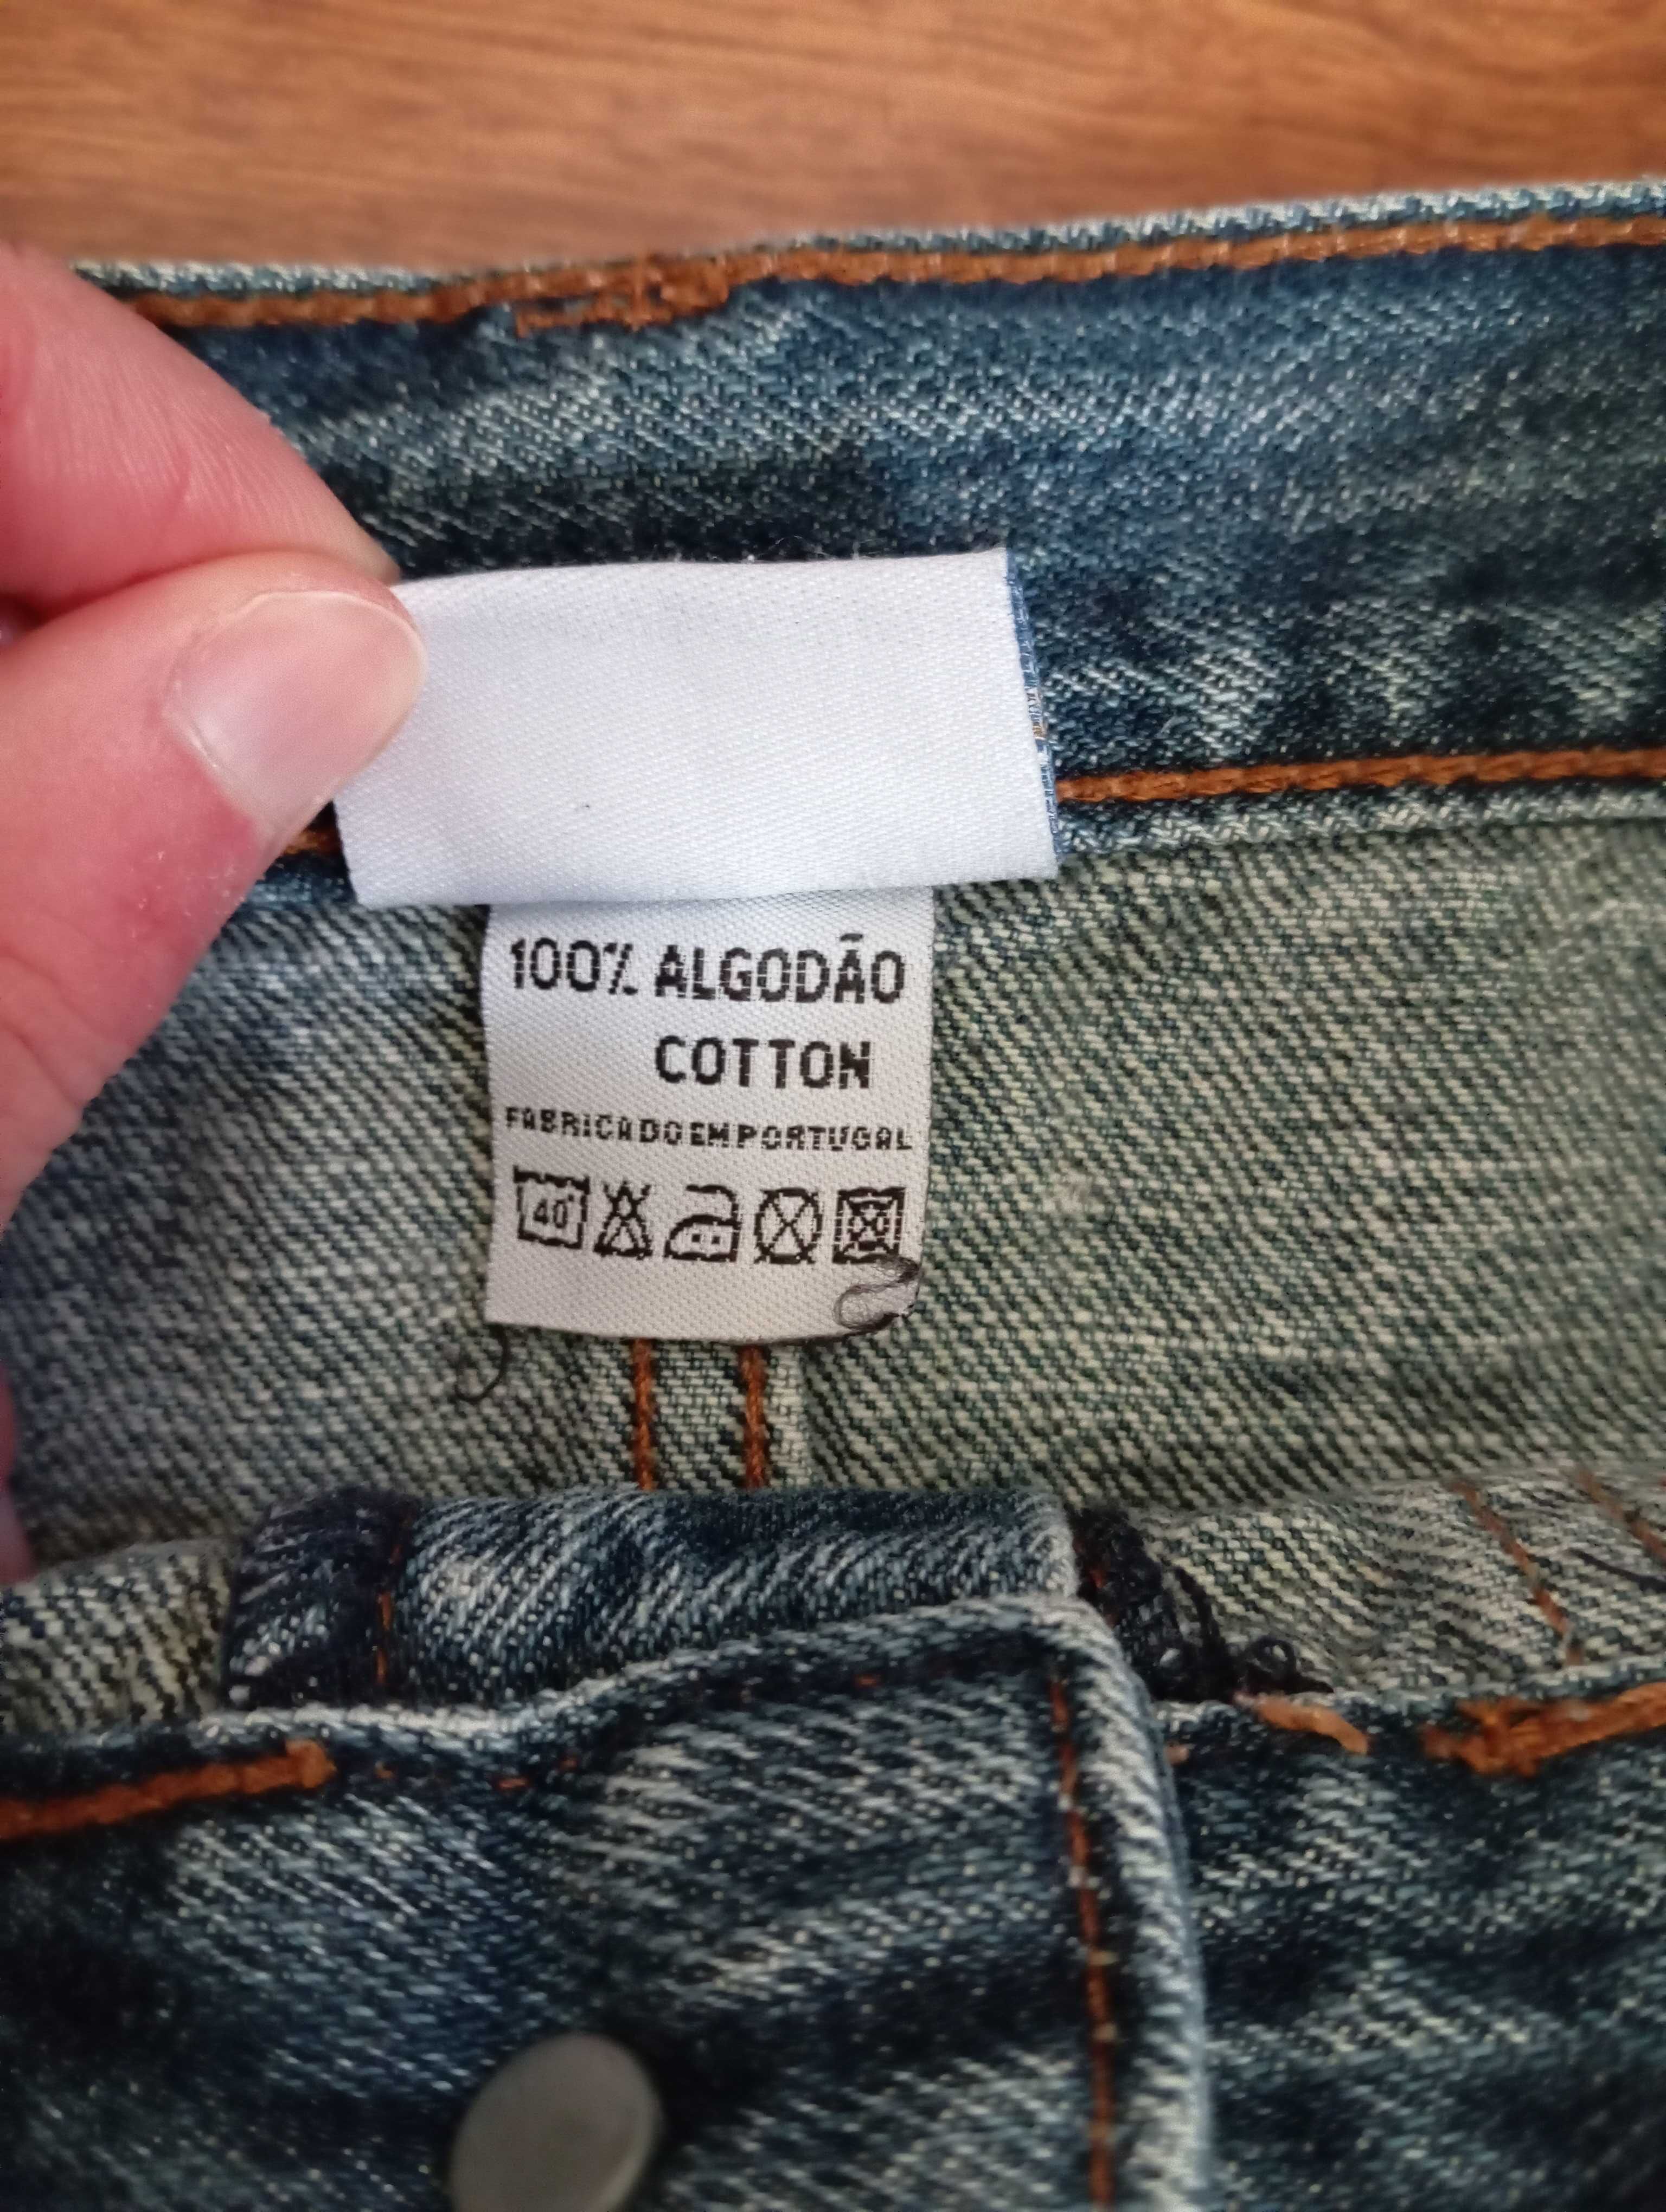 100% ALGODÃO
COTTON
FABRICADO EM PORTUGAL
40°